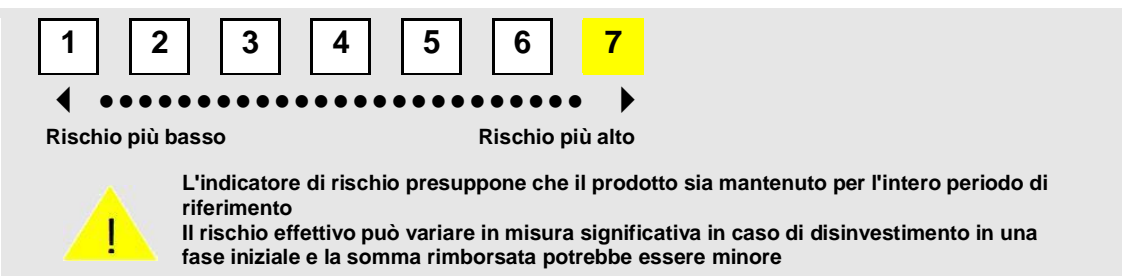 1 2 3 4 5 6 7
Rischio più basso Rischio più alto
L'indicatore di rischio presuppone che il prodotto sia mantenuto per l'intero periodo di
riferimento
Il rischio effettivo può variare in misura significativa in caso di disinvestimento in una
fase iniziale e la somma rimborsata potrebbe essere minore
!